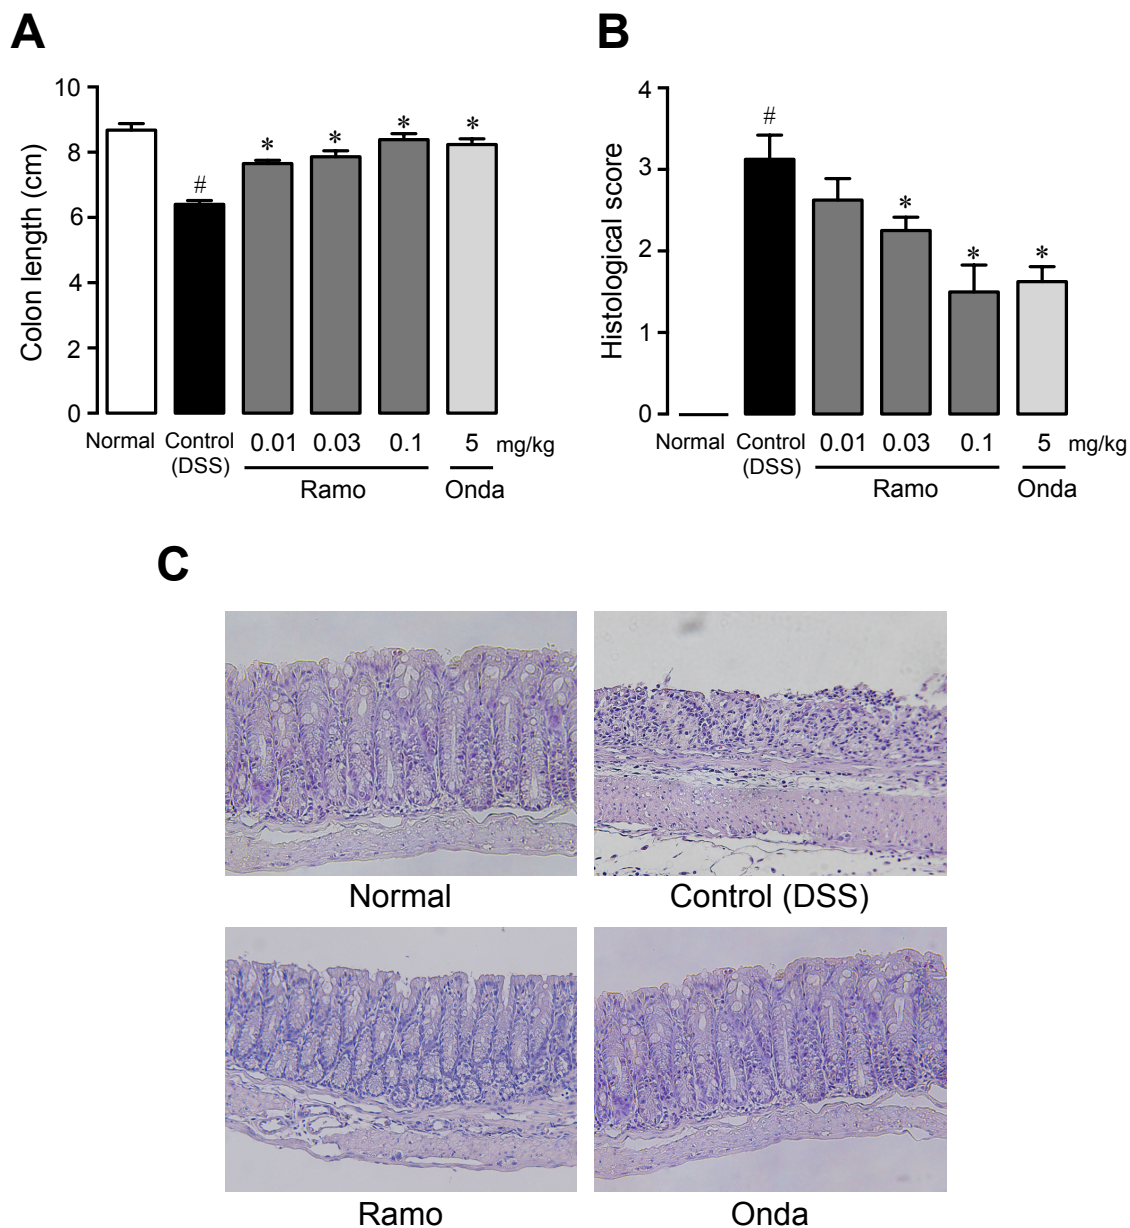 A
Colon length (cm)
10
8
6
4
2
0
#
*
*
*
*
Normal
Control
(DSS)
0.01
0.03
0.1
5
mg/kg
Ramo
Onda
B
Histological score
4
3
2
1
0
#
*
*
*
Normal
Control
(DSS)
0.01
0.03
0.1
5
mg/kg
Ramo
Onda
C
Normal
Control (DSS)
Ramo
Onda